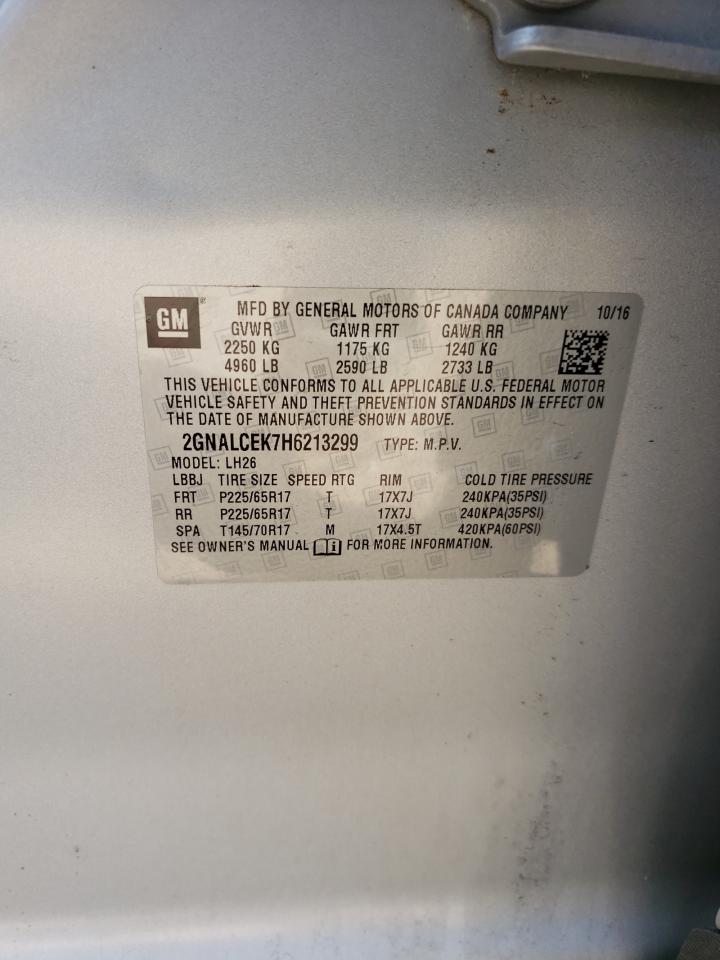 GM ® MFD BY GENERAL MOTORS OF CANADA COMPANY 10/16
GVWR GAWR FRT GAWR RR
2250 KG 1175 KG 1240 KG
4960 LB 2590 LB 2733 LB
THIS VEHICLE CONFORMS TO ALL APPLICABLE U.S. FEDERAL MOTOR
VEHICLE SAFETY AND THEFT PREVENTION STANDARDS IN EFFECT ON
THE DATE OF MANUFACTURE SHOWN ABOVE.
2GNALCEK7H6213299 TYPE: M.P.V.
MODEL: LH26
LBBJ TIRE SIZE SPEED RTG RIM COLD TIRE PRESSURE
FRT P225/65R17 T 17X7J 240KPA(35PSI)
RR P225/65R17 T 17X7J 240KPA(35PSI)
SPA T145/70R17 M 17X4.5T 420KPA(60PSI)
SEE OWNER'S MANUAL FOR MORE INFORMATION.